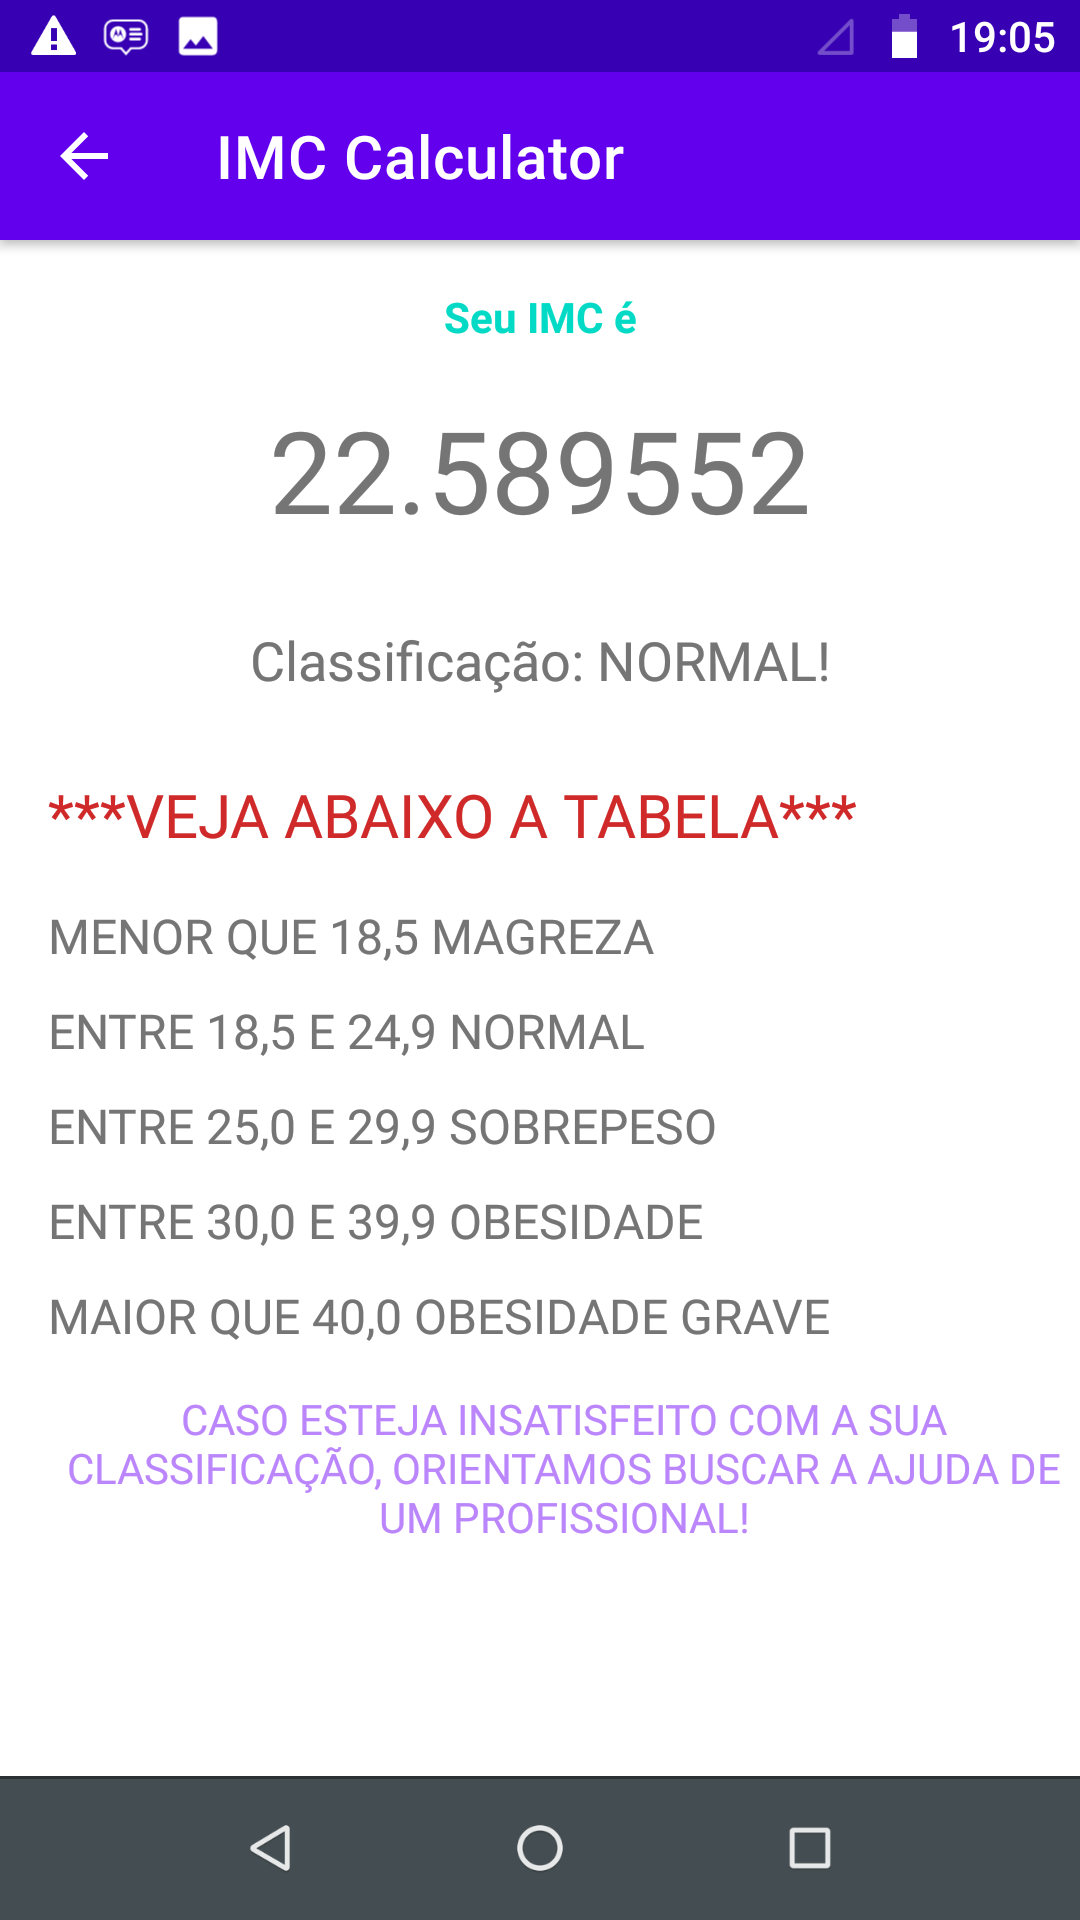 19:05
IMC Calculator
Seu IMC é
22.589552
Classificação: NORMAL!
***VEJA ABAIXO A TABELA***
MENOR QUE 18,5 MAGREZA
ENTRE 18,5 E 24,9 NORMAL
ENTRE 25,0 E 29,9 SOBREPESO
ENTRE 30,0 E 39,9 OBESIDADE
MAIOR QUE 40,0 OBESIDADE GRAVE
CASO ESTEJA INSATISFEITO COM A SUA
CLASSIFICAÇÃO, ORIENTAMOS BUSCAR A AJUDA DE
UM PROFISSIONAL!